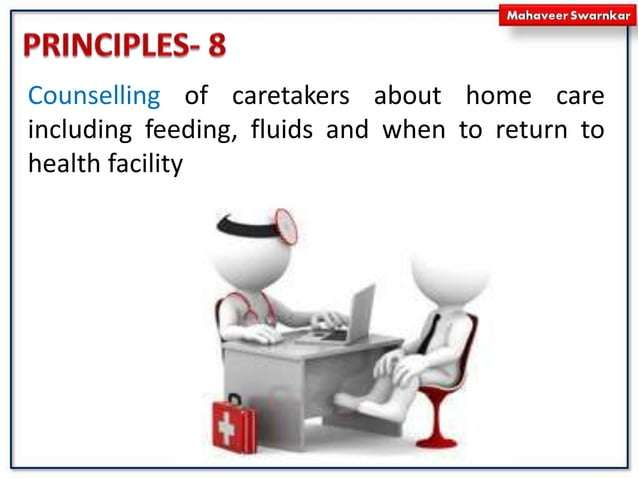 Mahaveer Swarnkar
PRINCIPLES- 8
Counselling of caretakers about home care
including feeding, fluids and when to return to
health facility